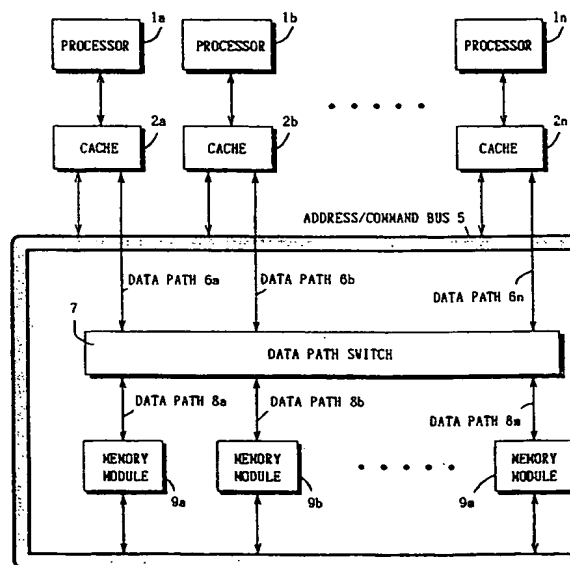 1a
1b
1n
PROCESSOR
PROCESSOR
PROCESSOR
2a
2b
2n
CACHE
CACHE
CACHE
ADDRESS/COMMAND BUS 5
DATA PATH 6a
DATA PATH 6b
DATA PATH 6n
7
DATA PATH SWITCH
DATA PATH 8a
DATA PATH 8b
DATA PATH 8m
MEMORY
MODULE
MEMORY
MODULE
MEMORY
MODULE
9a
9b
9m